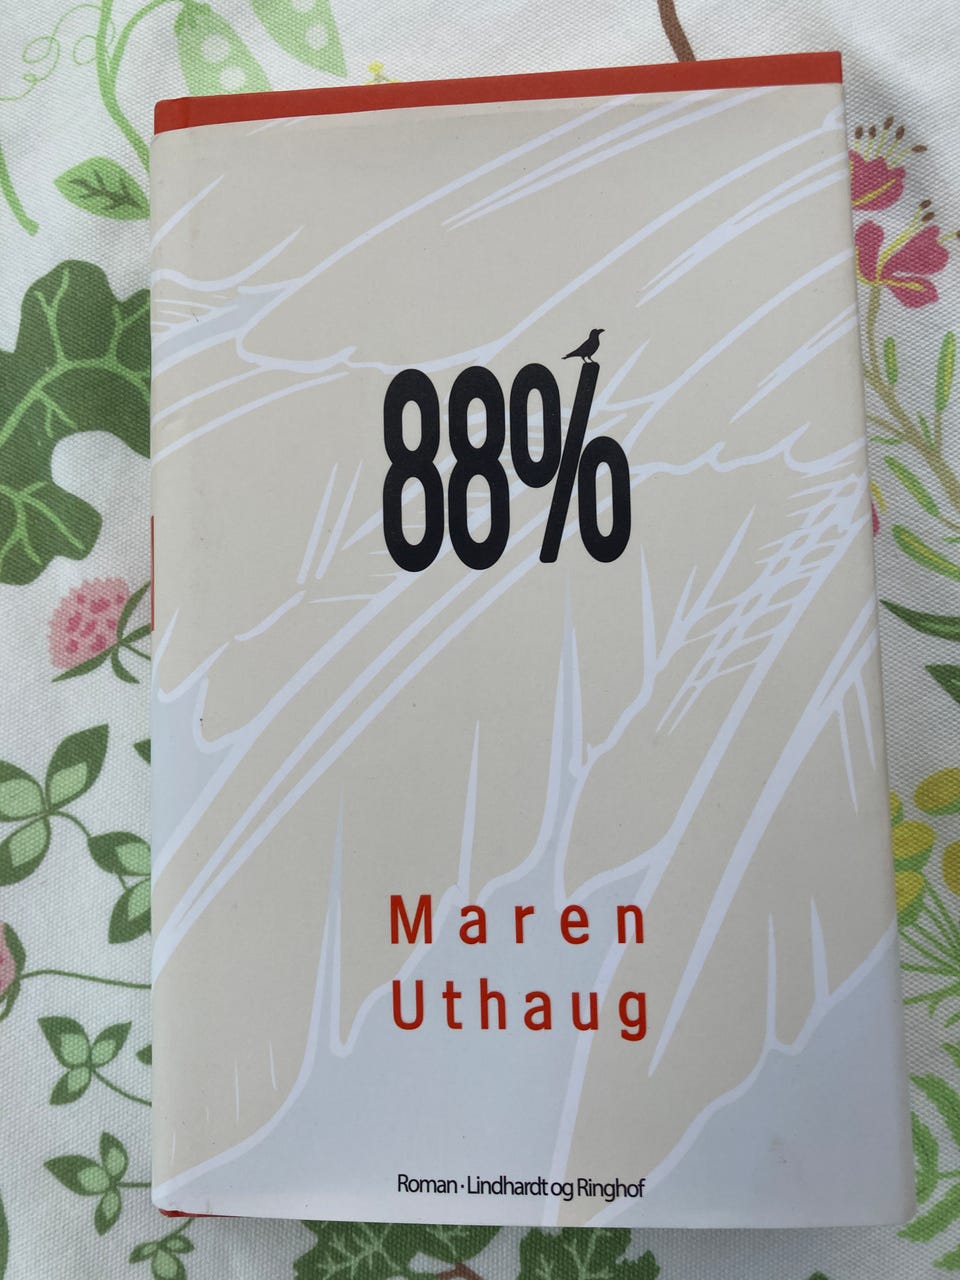 88%
Maren
Uthaug
Roman · Lindhardt og Ringhof